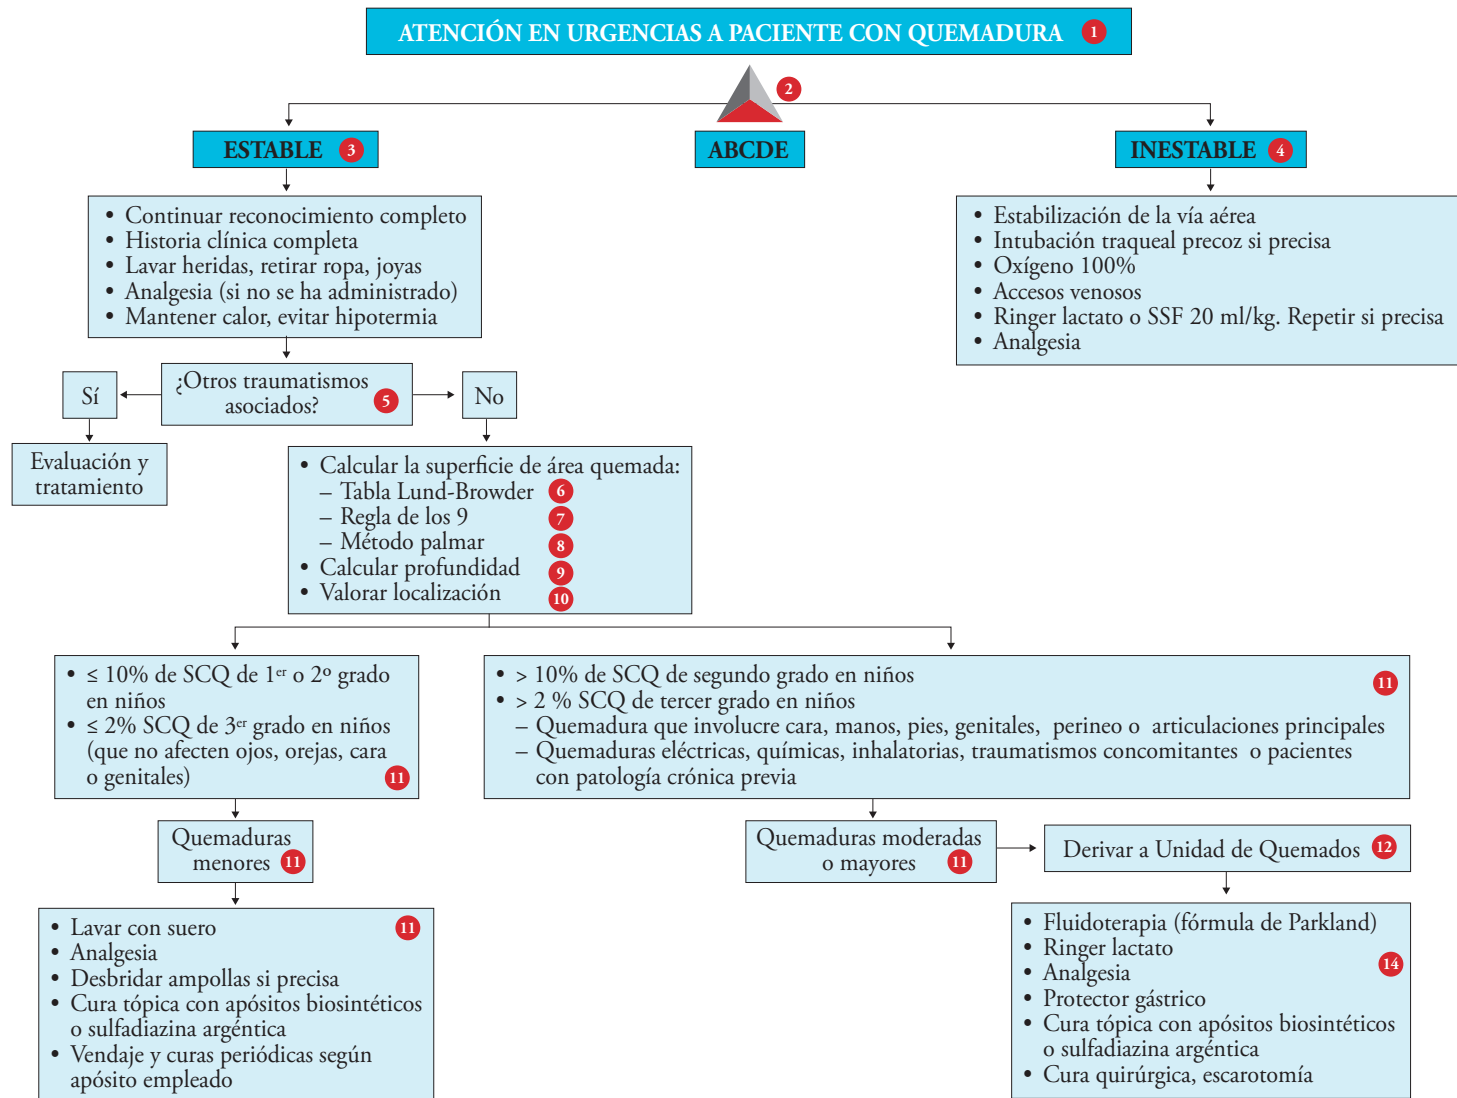 ATENCIÓN EN URGENCIAS A PACIENTE CON QUEMADURA 1
2
ESTABLE 3
ABCDE
INESTABLE 4
• Continuar reconocimiento completo
• Historia clínica completa
• Lavar heridas, retirar ropa, joyas
• Analgesia (si no se ha administrado)
• Mantener calor, evitar hipotermia
• Estabilización de la vía aérea
• Intubación traqueal precoz si precisa
• Oxígeno 100%
• Accesos venosos
• Ringer lactato o SSF 20 ml/kg. Repetir si precisa
• Analgesia
Sí
¿Otros traumatismos
asociados? 5
No
Evaluación y
tratamiento
• Calcular la superficie de área quemada:
– Tabla Lund-Browder 6
– Regla de los 9 7
– Método palmar 8
• Calcular profundidad 9
• Valorar localización 10
• ≤ 10% de SCQ de 1er o 2º grado
en niños
• ≤ 2% SCQ de 3er grado en niños
(que no afecten ojos, orejas, cara
o genitales) 11
• > 10% de SCQ de segundo grado en niños
• > 2 % SCQ de tercer grado en niños 11
– Quemadura que involucre cara, manos, pies, genitales, perineo o articulaciones principales
– Quemaduras eléctricas, químicas, inhalatorias, traumatismos concomitantes o pacientes
con patología crónica previa
Quemaduras
menores 11
Quemaduras moderadas
o mayores 11
Derivar a Unidad de Quemados 12
• Lavar con suero 11
• Analgesia
• Desbridar ampollas si precisa
• Cura tópica con apósitos biosintéticos
o sulfadiazina argéntica
• Vendaje y curas periódicas según
apósito empleado
• Fluidoterapia (fórmula de Parkland)
• Ringer lactato
• Analgesia 14
• Protector gástrico
• Cura tópica con apósitos biosintéticos
o sulfadiazina argéntica
• Cura quirúrgica, escarotomía